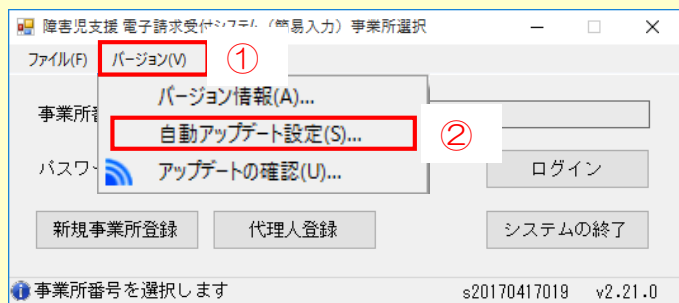 障害児支援 電子請求受付システム（簡易入力）事業所選択
ファイル(F) バージョン(V) ①
バージョン情報(A)...
事業所
自動アップデート設定(S)... ②
パスワ
アップデートの確認(U)...
ログイン
新規事業所登録 代理人登録 システムの終了
事業所番号を選択します s20170417019 v2.21.0